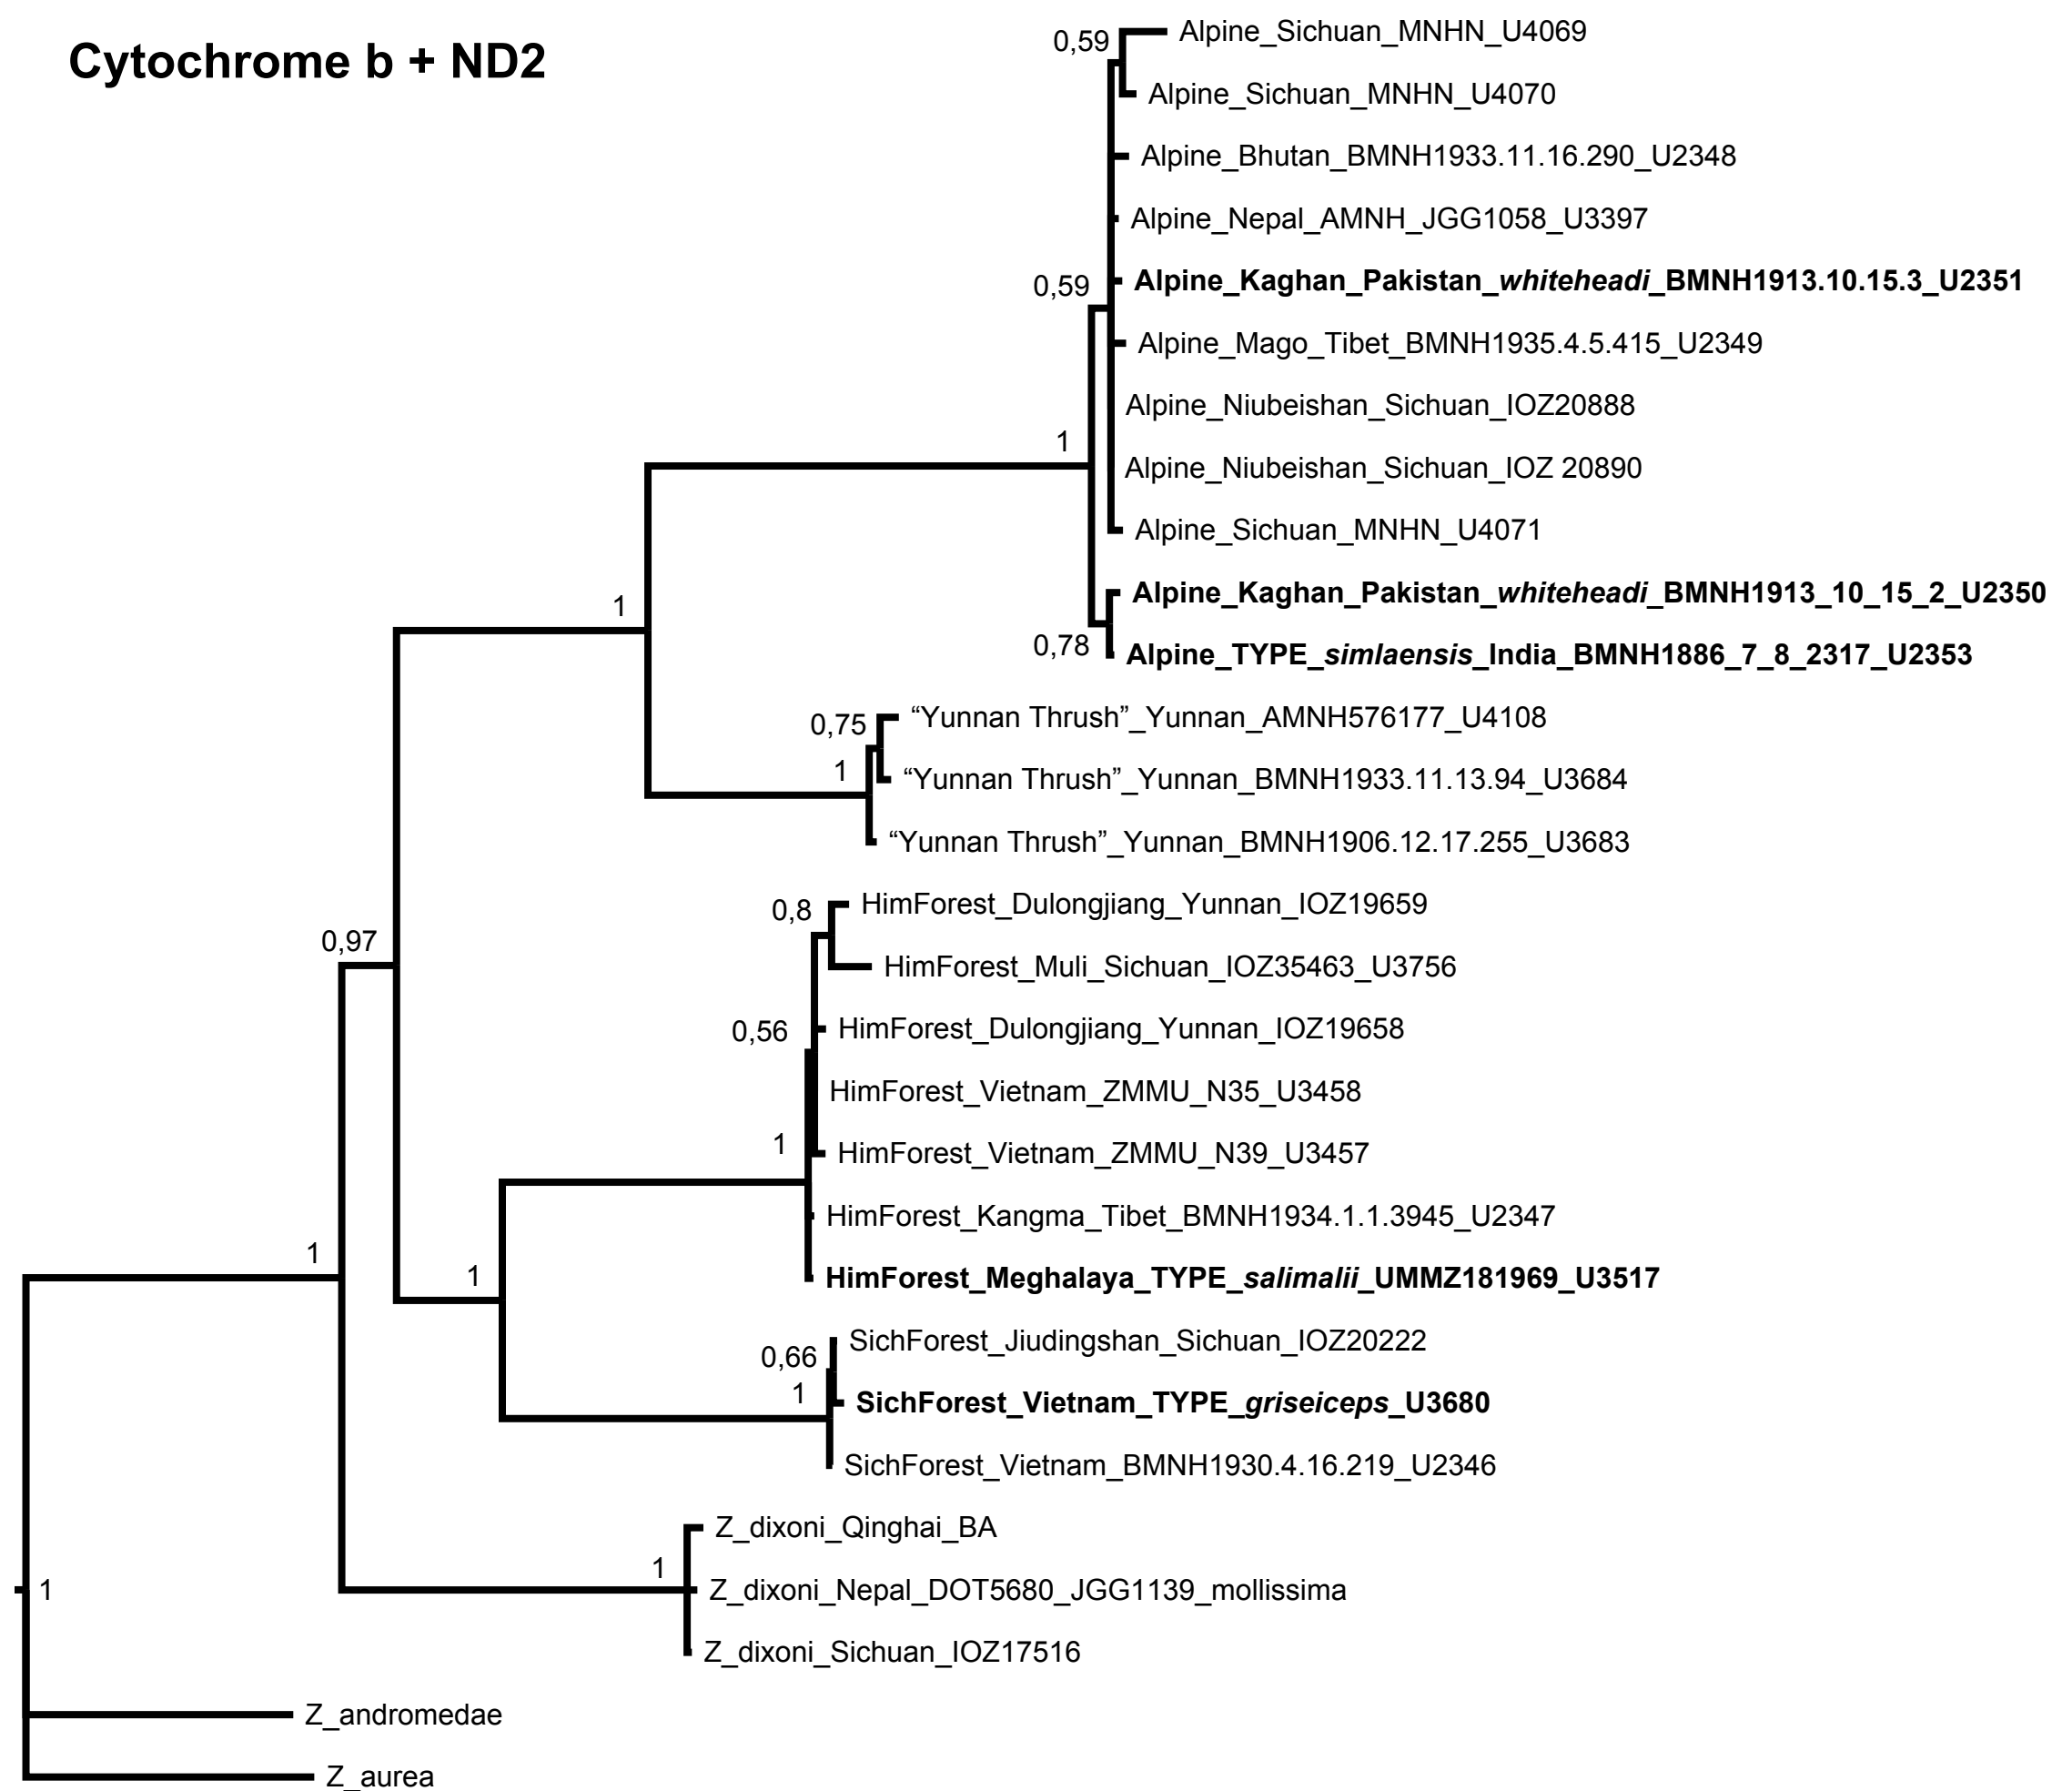 Cytochrome b + ND2
0,59
Alpine_Sichuan_MNHN_U4069
Alpine_Sichuan_MNHN_U4070
Alpine_Bhutan_BMNH1933.11.16.290_U2348
Alpine_Nepal_AMNH_JGG1058_U3397
0,59
Alpine_Kaghan_Pakistan_whiteheadi_BMNH1913.10.15.3_U2351
Alpine_Mago_Tibet_BMNH1935.4.5.415_U2349
Alpine_Niubeishan_Sichuan_IOZ20888
1
Alpine_Niubeishan_Sichuan_IOZ 20890
Alpine_Sichuan_MNHN_U4071
1
Alpine_Kaghan_Pakistan_whiteheadi_BMNH1913_10_15_2_U2350
0,78
Alpine_TYPE_simlaensis_India_BMNH1886_7_8_2317_U2353
0,75
“Yunnan Thrush”_Yunnan_AMNH576177_U4108
1
“Yunnan Thrush”_Yunnan_BMNH1933.11.13.94_U3684
“Yunnan Thrush”_Yunnan_BMNH1906.12.17.255_U3683
0,8
HimForest_Dulongjiang_Yunnan_IOZ19659
0,97
HimForest_Muli_Sichuan_IOZ35463_U3756
0,56
HimForest_Dulongjiang_Yunnan_IOZ19658
HimForest_Vietnam_ZMMU_N35_U3458
1
HimForest_Vietnam_ZMMU_N39_U3457
HimForest_Kangma_Tibet_BMNH1934.1.1.3945_U2347
1
1
HimForest_Meghalaya_TYPE_salimalii_UMMZ181969_U3517
SichForest_Jiudingshan_Sichuan_IOZ20222
0,66
1
SichForest_Vietnam_TYPE_griseiceps_U3680
SichForest_Vietnam_BMNH1930.4.16.219_U2346
Z_dixoni_Qinghai_BA
1
1
Z_dixoni_Nepal_DOT5680_JGG1139_mollissima
Z_dixoni_Sichuan_IOZ17516
Z_andromedae
Z_aurea